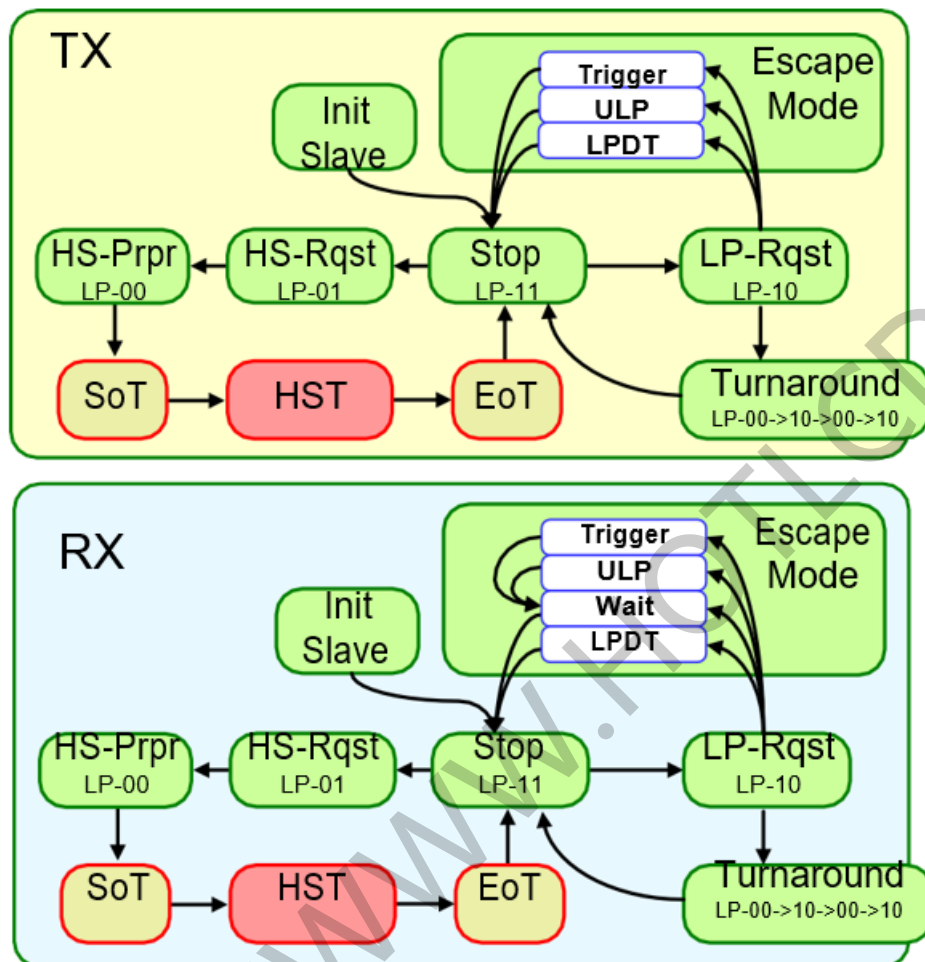 TX
Escape
Mode
Trigger
ULP
LPDT
Init
Slave
HS-Prpr
LP-00
HS-Rqst
LP-01
Stop
LP-11
LP-Rqst
LP-10
SoT
HST
EoT
Turnaround
LP-00->10->00->10
RX
Escape
Mode
Trigger
ULP
Wait
LPDT
Init
Slave
HS-Prpr
LP-00
HS-Rqst
LP-01
Stop
LP-11
LP-Rqst
LP-10
SoT
HST
EoT
Turnaround
LP-00->10->00->10
WWW.HOTLCD